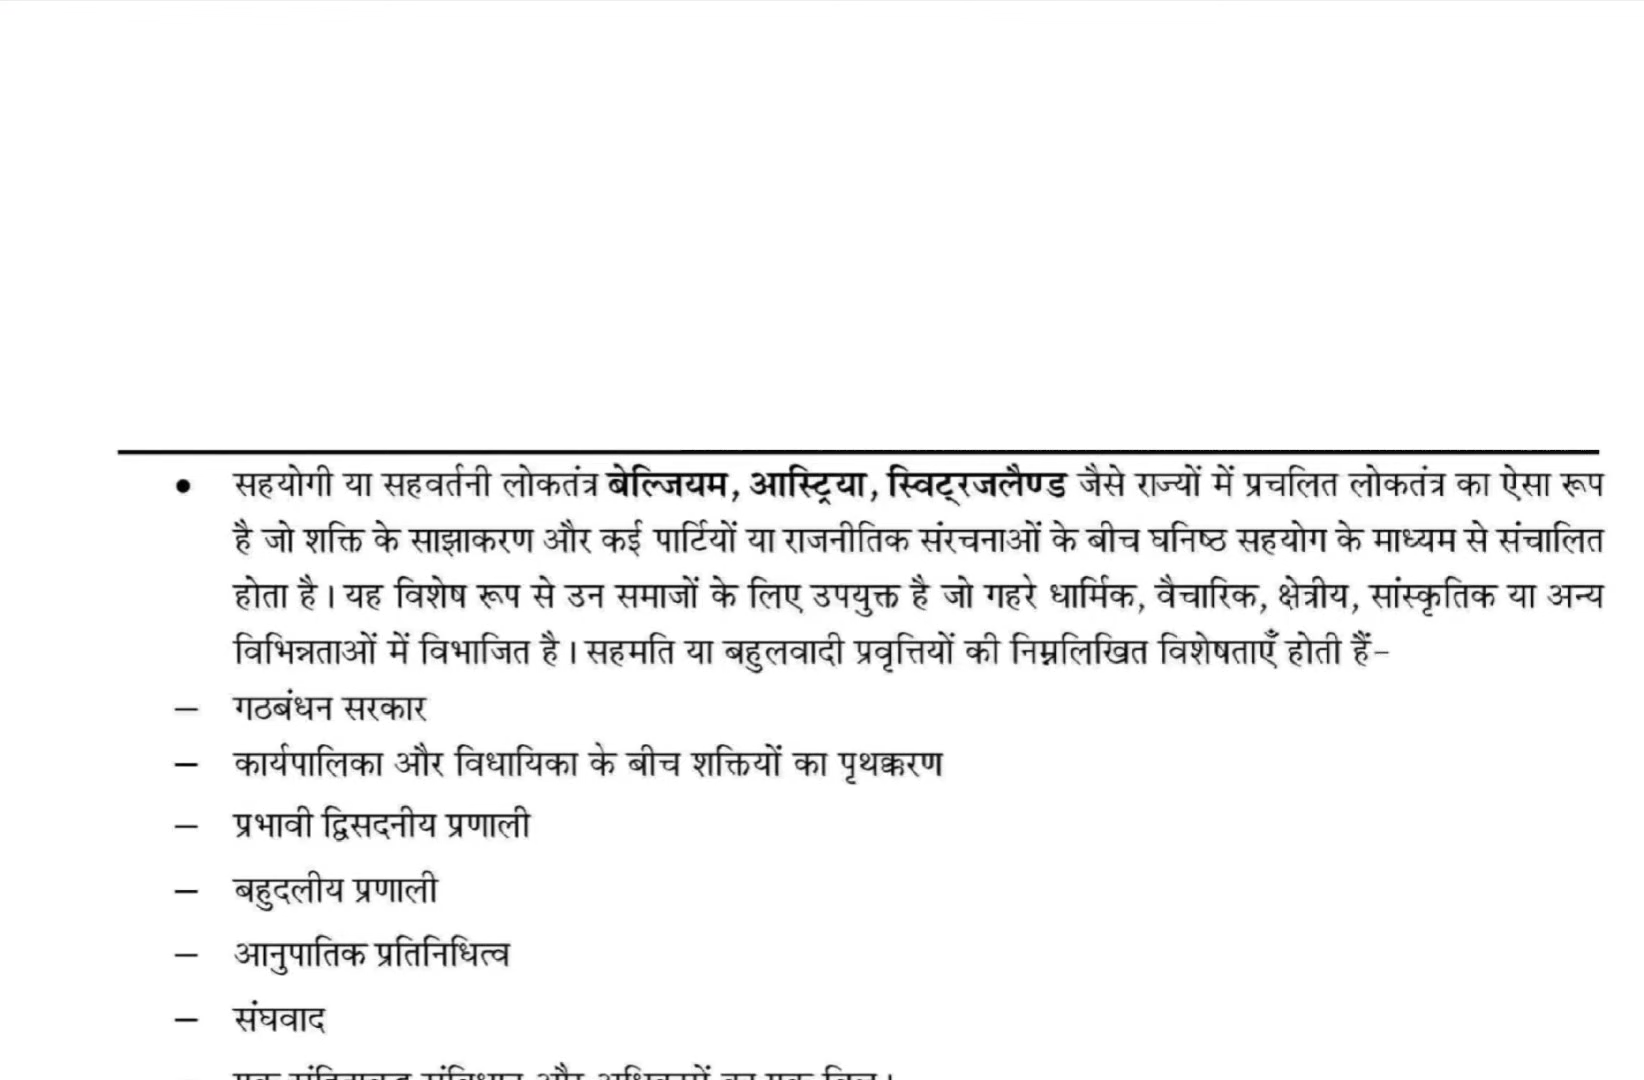 • सहयोगी या सहवर्तनी लोकतंत्र बेल्जियम, आस्ट्रिया, स्विट्रजलैण्ड जैसे राज्यों में प्रचलित लोकतंत्र का ऐसा रूप
है जो शक्ति के साझाकरण और कई पार्टियों या राजनीतिक संरचनाओं के बीच घनिष्ठ सहयोग के माध्यम से संचालित
होता है। यह विशेष रूप से उन समाजों के लिए उपयुक्त है जो गहरे धार्मिक, वैचारिक, क्षेत्रीय, सांस्कृतिक या अन्य
विभिन्नताओं में विभाजित है। सहमति या बहुलवादी प्रवृत्तियों की निम्नलिखित विशेषताएँ होती हैं-
– गठबंधन सरकार
– कार्यपालिका और विधायिका के बीच शक्तियों का पृथक्करण
– प्रभावी द्विसदनीय प्रणाली
– बहुदलीय प्रणाली
– आनुपातिक प्रतिनिधित्व
– संघवाद